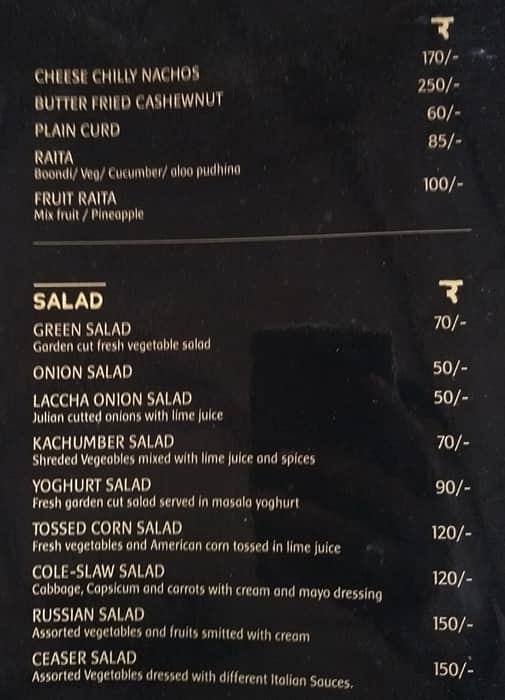 ₹
CHEESE CHILLY NACHOS 170/-
BUTTER FRIED CASHEWNUT 250/-
PLAIN CURD 60/-
RAITA 85/-
Boondi/ Veg/ Cucumber/ aloo pudhina
FRUIT RAITA 100/-
Mix fruit / Pineapple
SALAD ₹
GREEN SALAD 70/-
Garden cut fresh vegetable salad
ONION SALAD 50/-
LACCHA ONION SALAD 50/-
Julian cutted onions with lime juice
KACHUMBER SALAD 70/-
Shreded Vegeables mixed with lime juice and spices
YOGHURT SALAD 90/-
Fresh garden cut salad served in masala yoghurt
TOSSED CORN SALAD 120/-
Fresh vegetables and American corn tossed in lime juice
COLE-SLAW SALAD 120/-
Cabbage, Capsicum and carrots with cream and mayo dressing
RUSSIAN SALAD 150/-
Assorted vegetables and fruits smitted with cream
CEASER SALAD 150/-
Assorted Vegetables dressed with different Italian Sauces.